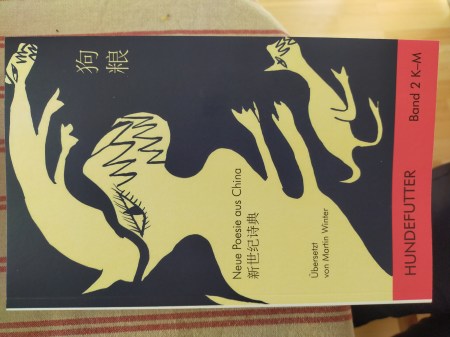 狗
粮
Neue Poesie aus China
新世纪诗典
Übersetzt
von Martin Winter
HUNDEFUTTER
Band 2 K–M